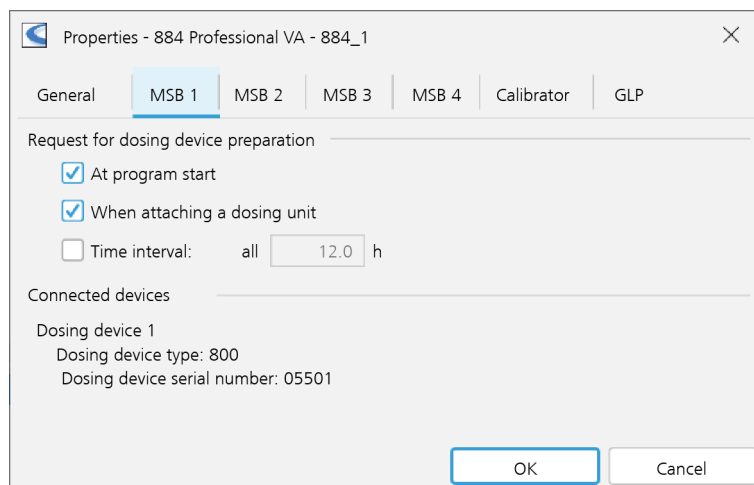 Properties - 884 Professional VA - 884_1
General MSB 1 MSB 2 MSB 3 MSB 4 Calibrator GLP
Request for dosing device preparation
At program start
When attaching a dosing unit
Time interval: all 12.0 h
Connected devices
Dosing device 1
Dosing device type: 800
Dosing device serial number: 05501
OK Cancel